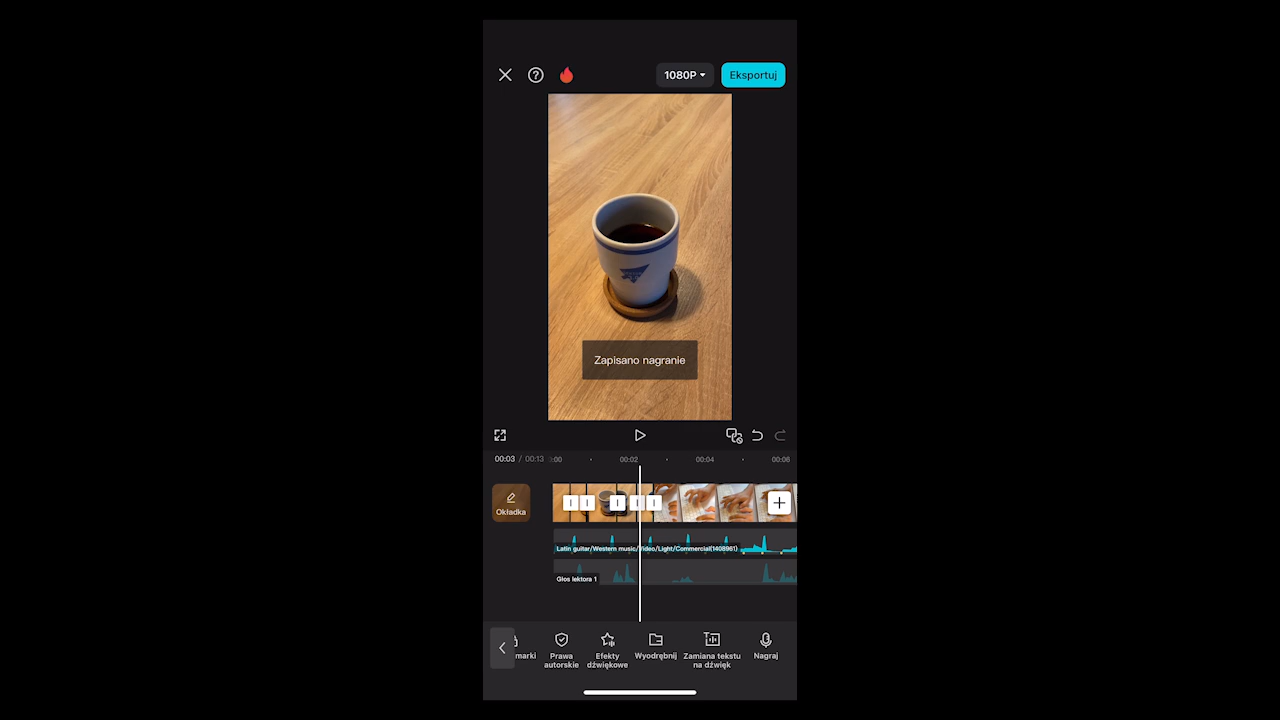 1080P
Eksportuj
Zapisano nagranie
00:03 / 00:13
:00
00:02
00:04
00:06
Okładka
Latin guitar/Western music/Video/Light/Commercial(1408961)
Głos lektora 1
marki
Prawa
autorskie
Efekty
dźwiękowe
Wyodrębnij
Zamiana tekstu
na dźwięk
Nagraj